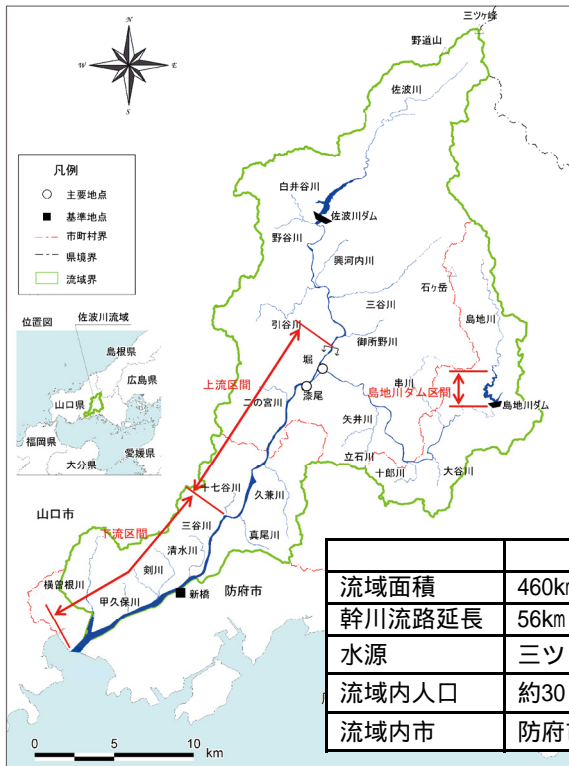 三ツヶ峰
野道山
N
W
E
S
佐波川
凡例
主要地点
基準地点
市町村界
県境界
流域界
白井谷川
佐波川ダム
野谷川
興河内川
石ヶ岳
三谷川
島地川
位置図
佐波川流域
島根県
広島県
山口県
福岡県
愛媛県
大分県
引谷川
御所野川
堀
上流区間
串川
島地川ダム区間
二の宮川
漆尾
島地川ダム
矢井川
立石川
大谷川
十郎川
十七谷川
久兼川
山口市
三谷川
下流区間
真尾川
清水川
横曽根川
剣川
新橋
防府市
甲久保川
流域面積 460k
幹川流路延長 56km
水源 三ツ
流域内人口 約30
流域内市 防府
0 5 10
km